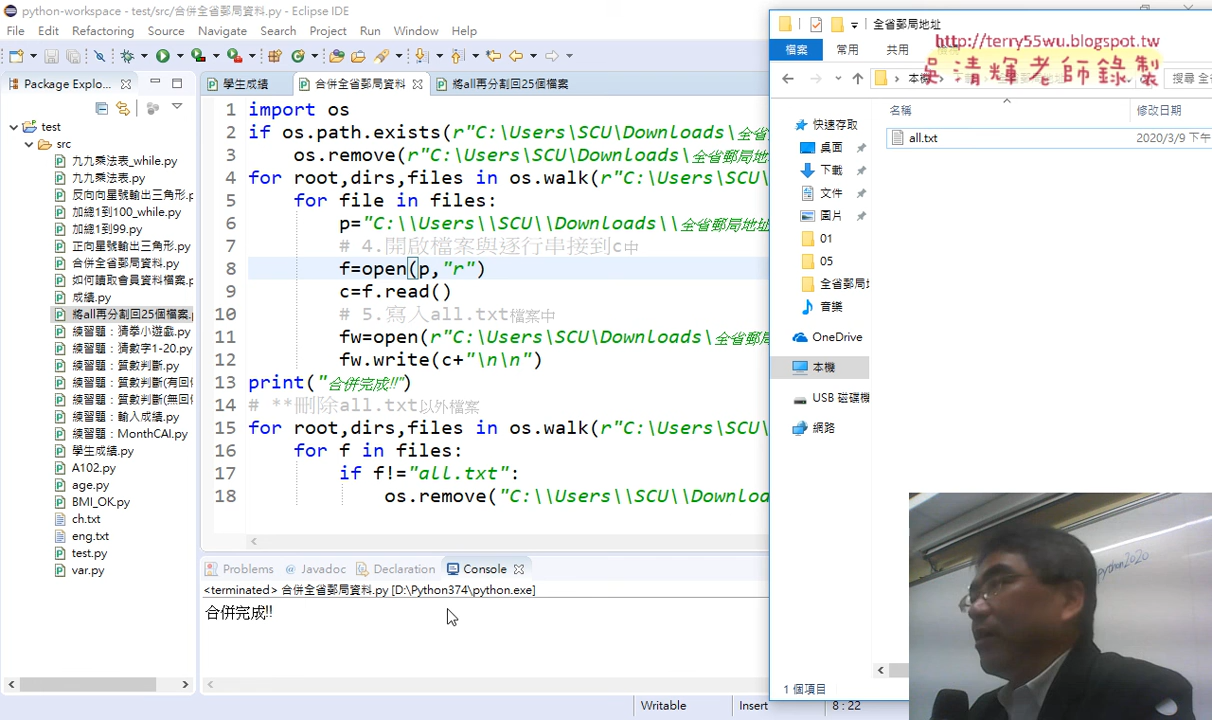 python-workspace - test/src/合併全省郵局資料.py - Eclipse IDE
File Edit Refactoring Source Navigate Search Project Run Window Help
Package Explo...
test
src
九九乘法表_while.py
九九乘法表.py
反向向星號輸出三角形.
加總1到100_while.py
加總1到99.py
正向星號輸出三角形.py
合併全省郵局資料.py
如何讀取會員資料檔案.p
成績.py
將all再分割回25個檔案.
練習題：猜拳小遊戲.py
練習題：猜數字1-20.py
練習題：質數判斷.py
練習題：質數判斷(有回
練習題：質數判斷(無回
練習題：輸入成績.py
練習題：MonthCAI.py
學生成績.py
A102.py
age.py
BMI_OK.py
ch.txt
eng.txt
test.py
var.py
學生成績 合併全省郵局資料 將all再分割回25個檔案
1 import os
2 if os.path.exists(r"C:\Users\SCU\Downloads\全省
3 os.remove(r"C:\Users\SCU\Downloads\全省郵局地
4 for root,dirs,files in os.walk(r"C:\Users\SCU\
5 for file in files:
6 p="C:\\Users\\SCU\\Downloads\\全省郵局地址
7 # 4.開啟檔案與逐行串接到c中
8 f=open(p,"r")
9 c=f.read()
10 # 5.寫入all.txt檔案中
11 fw=open(r"C:\Users\SCU\Downloads\全省郵局
12 fw.write(c+"\n\n")
13 print("合併完成!!")
14 # **刪除all.txt以外檔案
15 for root,dirs,files in os.walk(r"C:\Users\SCU\
16 for f in files:
17 if f!="all.txt":
18 os.remove("C:\\Users\\SCU\\Downloa
Problems Javadoc Declaration Console
<terminated> 合併全省郵局資料.py [D:\Python374\python.exe]
合併完成!!
Writable Insert 8 : 22
全省郵局地址
http://terry55wu.blogspot.tw
吳清輝老師錄製
檔案 常用 共用
本機
搜尋 全
名稱 修改日期
all.txt 2020/3/9 下午
快速存取
桌面
下載
文件
圖片
01
05
全省郵局
音樂
OneDrive
本機
USB 磁碟機
網路
1 個項目
python2020